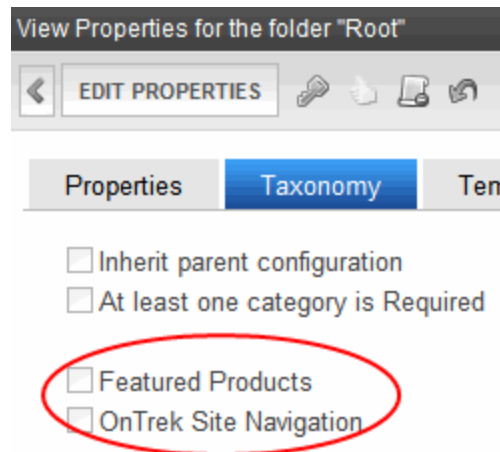 View Properties for the folder "Root"
EDIT PROPERTIES
Properties Taxonomy Tem
Inherit parent configuration
At least one category is Required
Featured Products
OnTrek Site Navigation